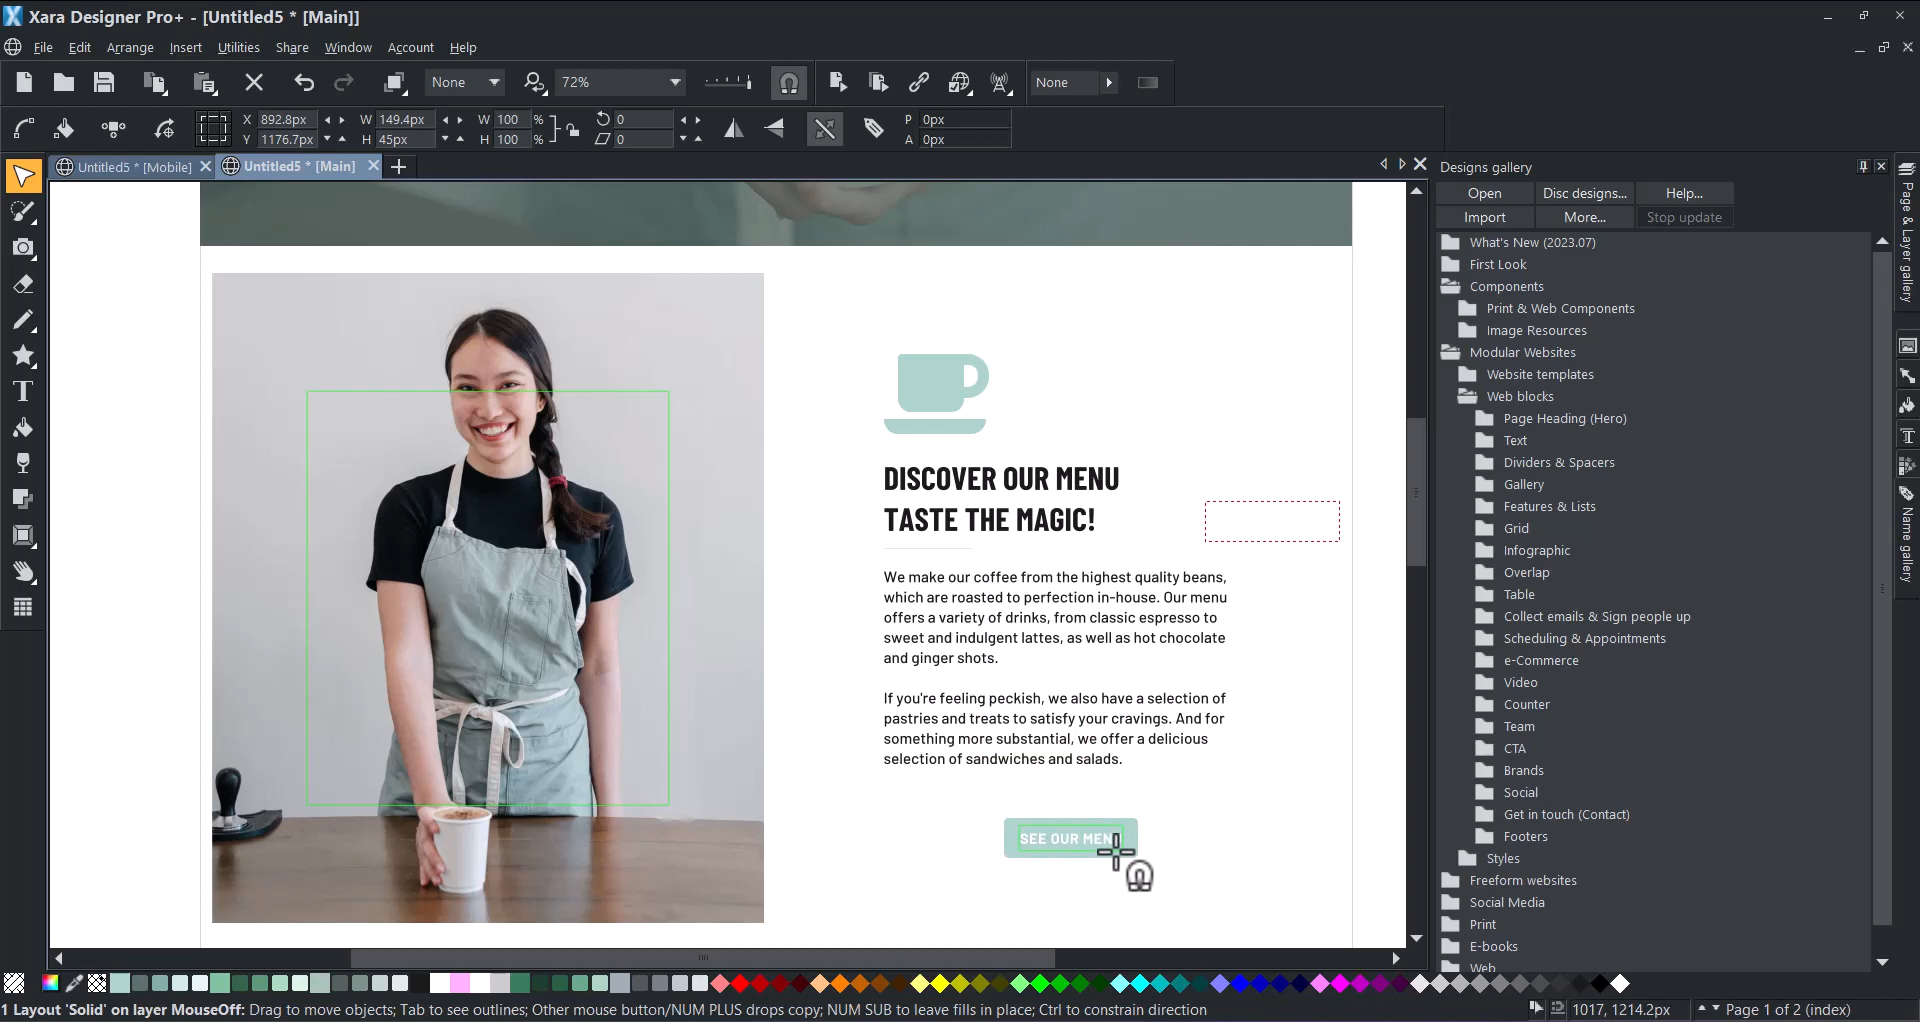 Xara Designer Pro+ - [Untitled5 * [Main]]
File Edit Arrange Insert Utilities Share Window Account Help
None 72% None
X 892.8px W 149.4px W 100 % 0 P 0px
Y 1176.7px H 45px H 100 % 0 A 0px
Untitled5 * [Mobile] Untitled5 * [Main]
Designs gallery
Open Disc designs... Help...
Import More... Stop update
What's New (2023.07)
First Look
Components
Print & Web Components
Image Resources
Modular Websites
Website templates
Web blocks
Page Heading (Hero)
Text
Dividers & Spacers
Gallery
Features & Lists
Grid
Infographic
Overlap
Table
Collect emails & Sign people up
Scheduling & Appointments
e-Commerce
Video
Counter
Team
CTA
Brands
Social
Get in touch (Contact)
Footers
Styles
Freeform websites
Social Media
Print
E-books
Web
Page & Layer gallery
Name gallery
DISCOVER OUR MENU
TASTE THE MAGIC!
We make our coffee from the highest quality beans,
which are roasted to perfection in-house. Our menu
offers a variety of drinks, from classic espresso to
sweet and indulgent lattes, as well as hot chocolate
and ginger shots.
If you're feeling peckish, we also have a selection of
pastries and treats to satisfy your cravings. And for
something more substantial, we offer a delicious
selection of sandwiches and salads.
SEE OUR MENU
1 Layout 'Solid' on layer MouseOff: Drag to move objects; Tab to see outlines; Other mouse button/NUM PLUS drops copy; NUM SUB to leave fills in place; Ctrl to constrain direction
1017, 1214.2px Page 1 of 2 (index)